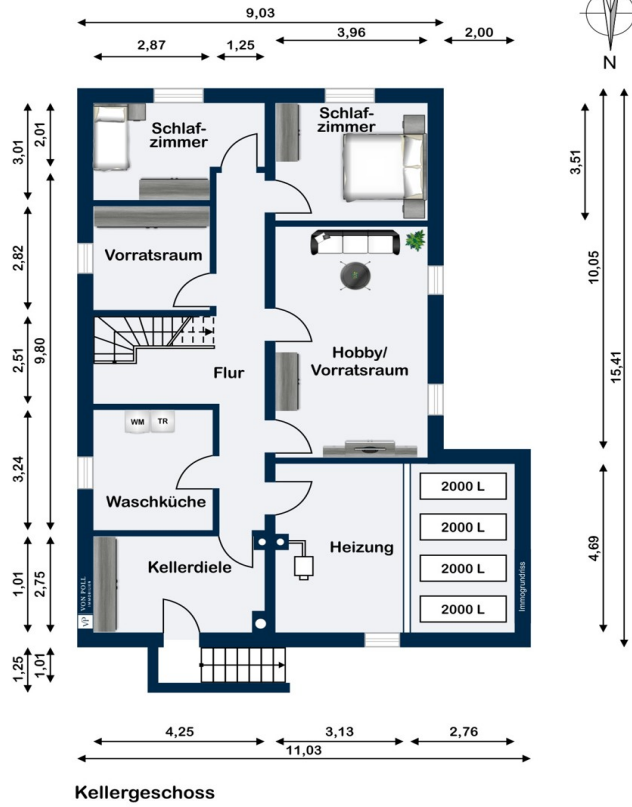 9,03
2,87
1,25
3,96
2,00
N
3,01
2,01
2,82
2,51
9,80
3,24
1,01
2,75
1,25
1,01
Schlaf-
zimmer
Schlaf-
zimmer
Vorratsraum
Flur
Hobby/
Vorratsraum
WM
TR
Waschküche
Kellerdiele
Heizung
2000 L
2000 L
2000 L
2000 L
VP VON POLL
IMMOBILIEN
Immogrundriss
3,51
10,05
15,41
4,69
4,25
3,13
2,76
11,03
Kellergeschoss